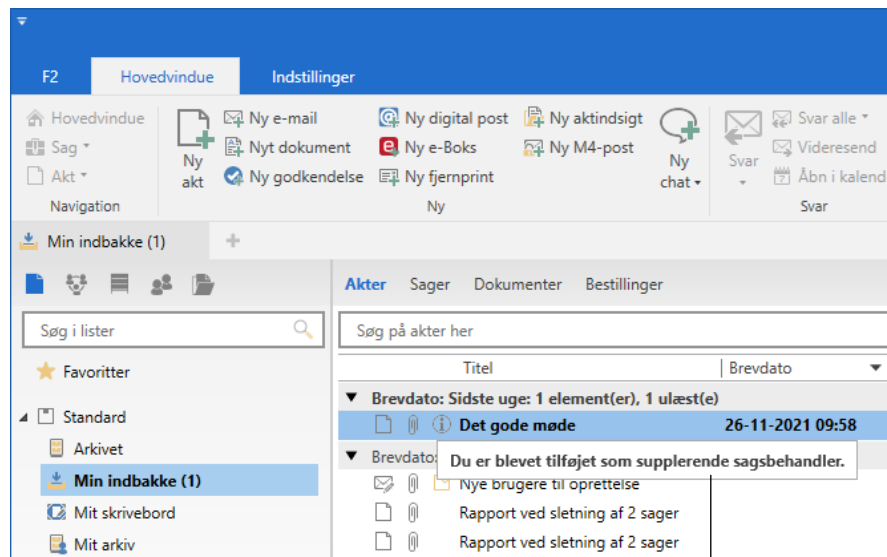 F2 Hovedvindue Indstillinger
Hovedvindue Ny e-mail Ny digital post Ny aktindsigt Svar alle
Sag Nyt dokument Ny e-Boks Ny M4-post Videresend
Akt Ny akt Ny godkendelse Ny fjernprint Ny chat Svar Åbn i kalend
Navigation Ny Svar
Min indbakke (1)
Akter Sager Dokumenter Bestillinger
Søg i lister Søg på akter her
Titel Brevdato
Favoritter
Brevdato: Sidste uge: 1 element(er), 1 ulæst(e)
Standard Det gode møde 26-11-2021 09:58
Arkivet Brevdato: Du er blevet tilføjet som supplerende sagsbehandler.
Min indbakke (1) Nye brugere til oprettelse
Mit skrivebord Rapport ved sletning af 2 sager
Mit arkiv Rapport ved sletning af 2 sager